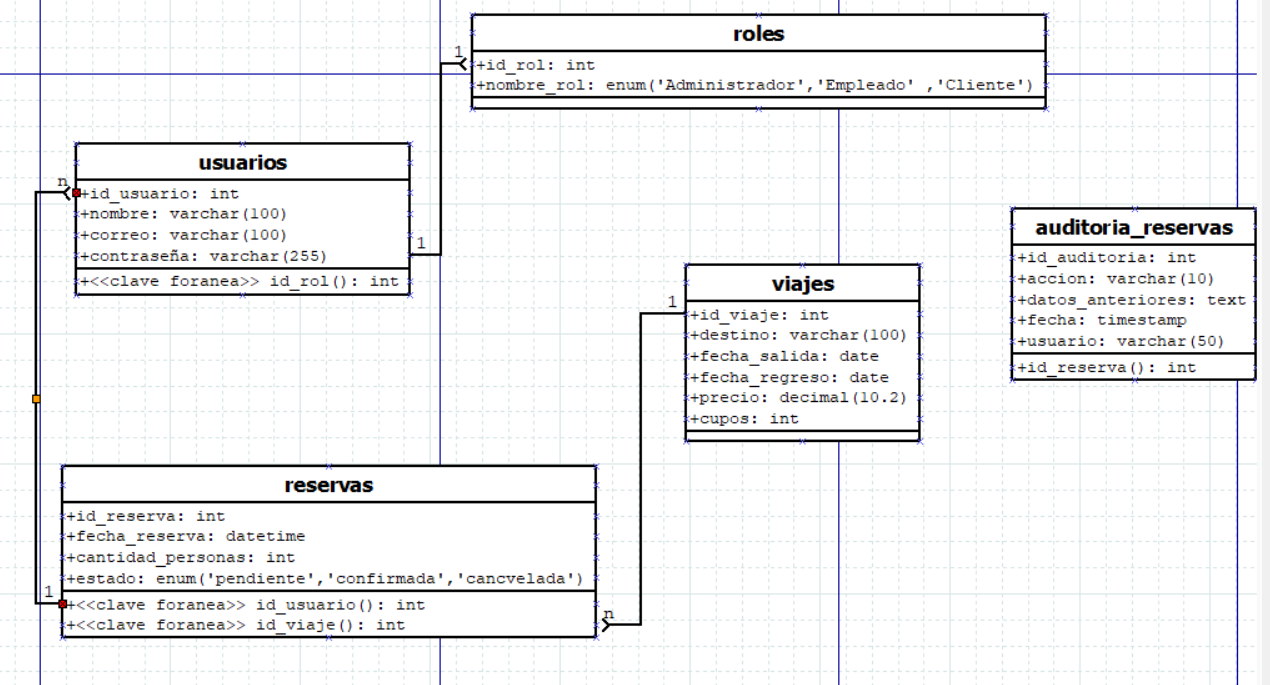 roles
1
+id_rol: int
+nombre_rol: enum('Administrador','Empleado' ,'Cliente')
usuarios
n
+id_usuario: int
+nombre: varchar(100)
+correo: varchar(100)
+contraseña: varchar(255)
1
+<<clave foranea>> id_rol(): int
auditoria_reservas
+id_auditoria: int
+accion: varchar(10)
+datos_anteriores: text
+fecha: timestamp
+usuario: varchar(50)
+id_reserva(): int
viajes
1
+id_viaje: int
+destino: varchar(100)
+fecha_salida: date
+fecha_regreso: date
+precio: decimal(10.2)
+cupos: int
reservas
+id_reserva: int
+fecha_reserva: datetime
+cantidad_personas: int
+estado: enum('pendiente','confirmada','cancvelada')
1
+<<clave foranea>> id_usuario(): int
n
+<<clave foranea>> id_viaje(): int